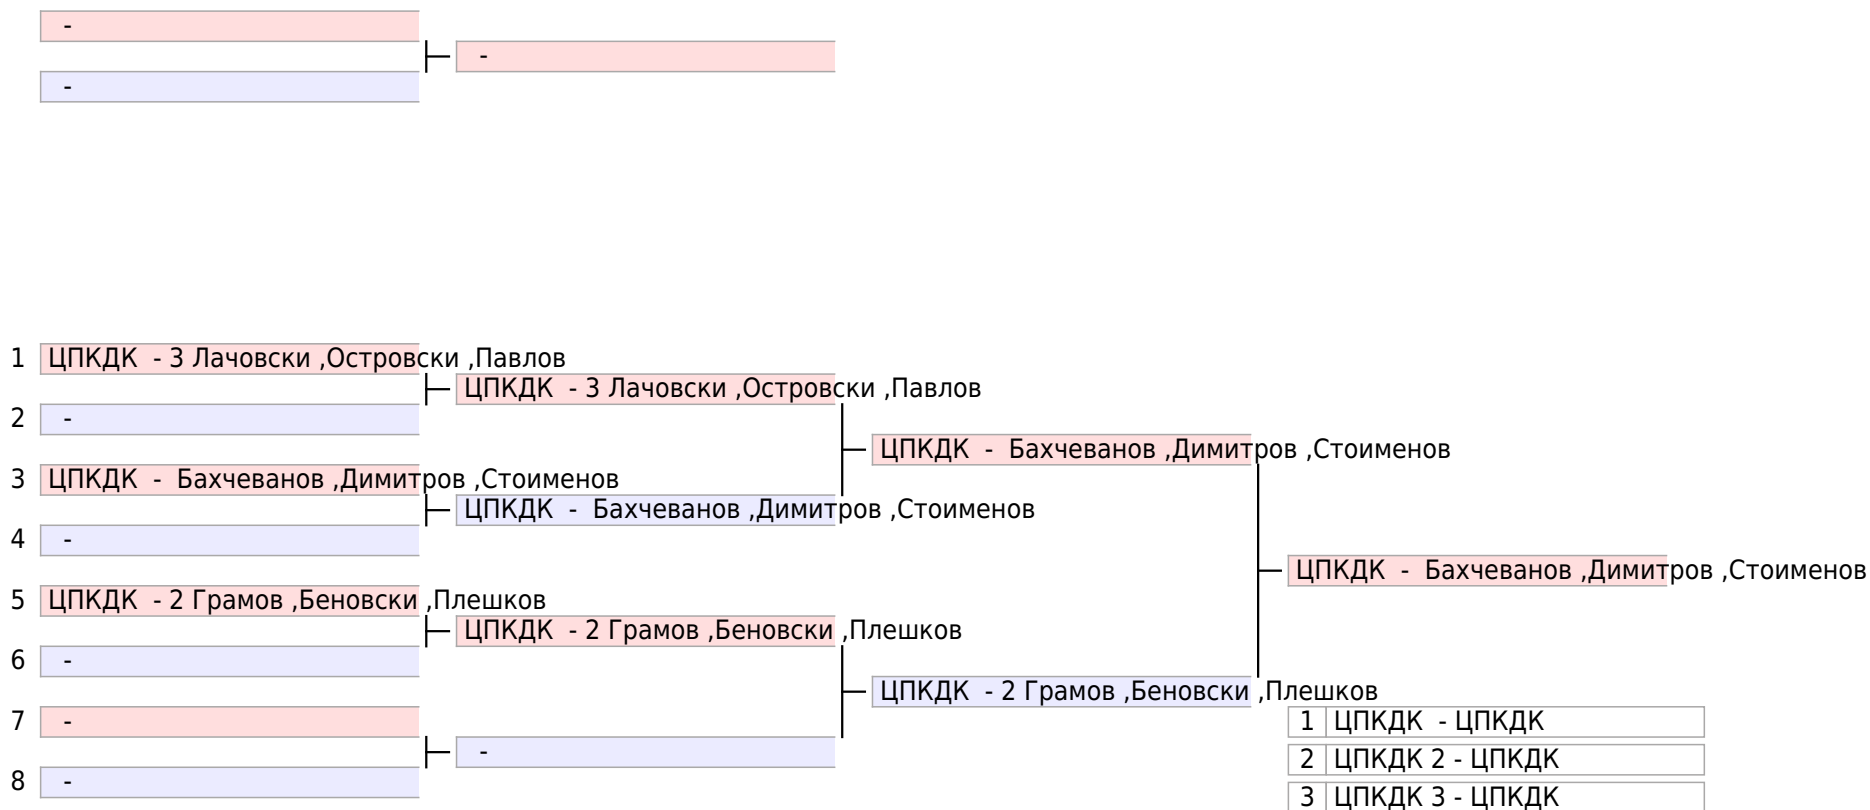 -
-
-
1 ЦПКДК - 3 Лачовски ,Островски ,Павлов
ЦПКДК - 3 Лачовски ,Островски ,Павлов
2 -
ЦПКДК - Бахчеванов ,Димитров ,Стоименов
3 ЦПКДК - Бахчеванов ,Димитров ,Стоименов
ЦПКДК - Бахчеванов ,Димитров ,Стоименов
4 -
ЦПКДК - Бахчеванов ,Димитров ,Стоименов
5 ЦПКДК - 2 Грамов ,Беновски ,Плешков
ЦПКДК - 2 Грамов ,Беновски ,Плешков
6 -
ЦПКДК - 2 Грамов ,Беновски ,Плешков
7 -
1 ЦПКДК - ЦПКДК
-
2 ЦПКДК 2 - ЦПКДК
8 -
3 ЦПКДК 3 - ЦПКДК